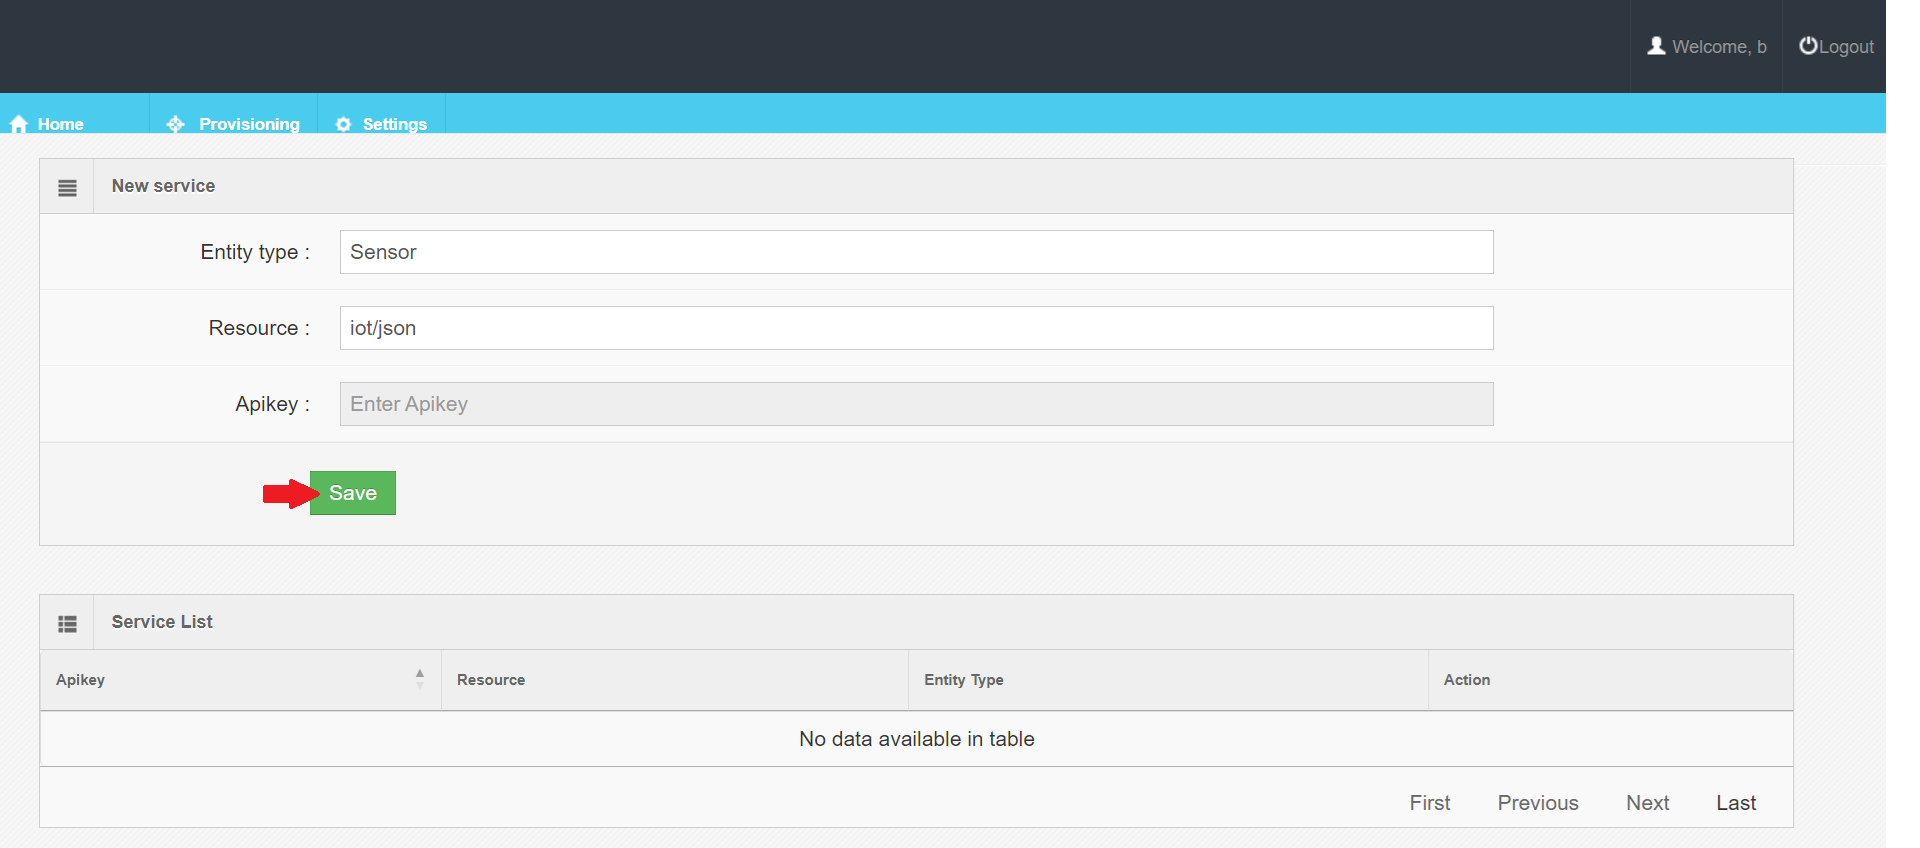 Welcome, b
Logout
Home
Provisioning
Settings
New service
Entity type :
Sensor
Resource :
iot/json
Apikey :
Enter Apikey
Save
Service List
Apikey
Resource
Entity Type
Action
No data available in table
First
Previous
Next
Last